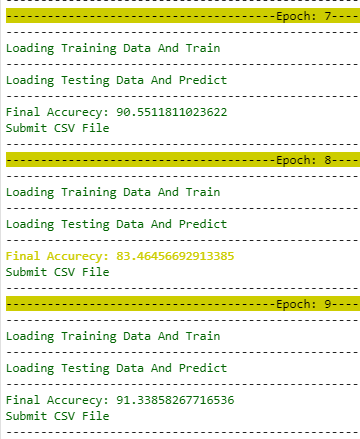 ---------------------------------------Epoch: 7----
----------------------------------------------------
Loading Training Data And Train
----------------------------------------------------
Loading Testing Data And Predict
----------------------------------------------------
Final Accurecy: 90.5511811023622
Submit CSV File
----------------------------------------------------
---------------------------------------Epoch: 8----
----------------------------------------------------
Loading Training Data And Train
----------------------------------------------------
Loading Testing Data And Predict
----------------------------------------------------
Final Accurecy: 83.46456692913385
Submit CSV File
----------------------------------------------------
---------------------------------------Epoch: 9----
----------------------------------------------------
Loading Training Data And Train
----------------------------------------------------
Loading Testing Data And Predict
----------------------------------------------------
Final Accurecy: 91.33858267716536
Submit CSV File
----------------------------------------------------